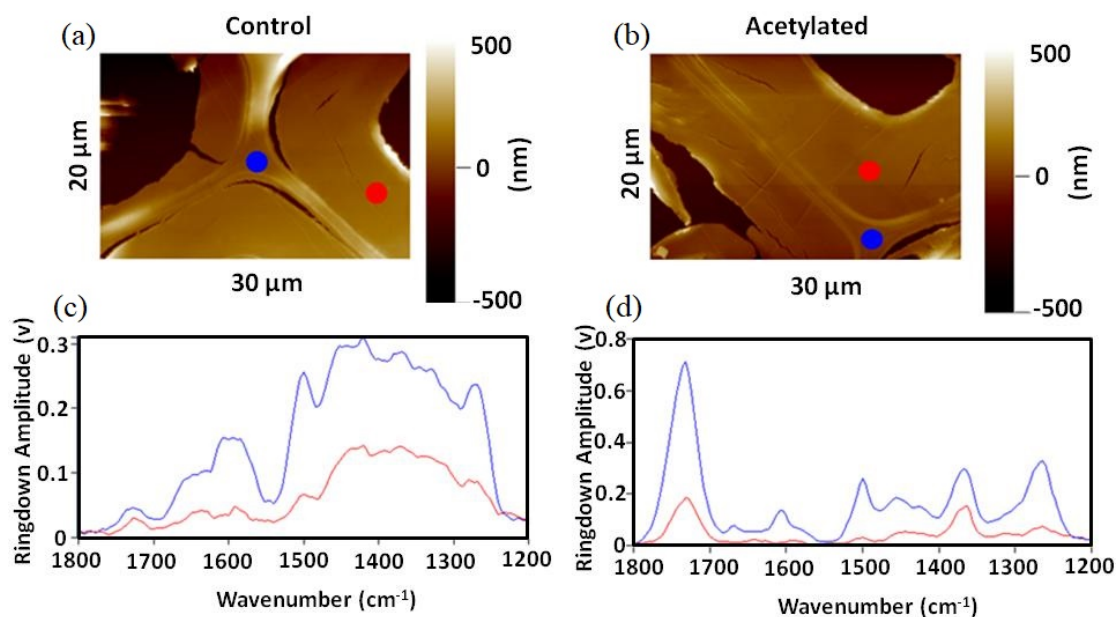 (a)
Control
500
0
-500
(nm)
20 µm
30 µm
(b)
Acetylated
500
0
-500
(nm)
20 µm
30 µm
(c)
Ringdown Amplitude (v)
0.3
0.2
0.1
0
1800 1700 1600 1500 1400 1300 1200
Wavenumber (cm⁻¹)
(d)
Ringdown Amplitude (v)
0.8
0.6
0.4
0.2
0
1800 1700 1600 1500 1400 1300 1200
Wavenumber (cm⁻¹)